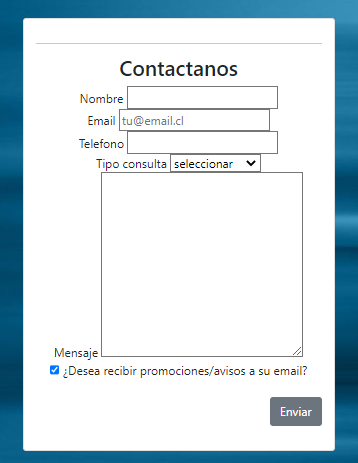 Contactanos
Nombre
Email tu@email.cl
Telefono
Tipo consulta seleccionar
Mensaje
¿Desea recibir promociones/avisos a su email?
Enviar